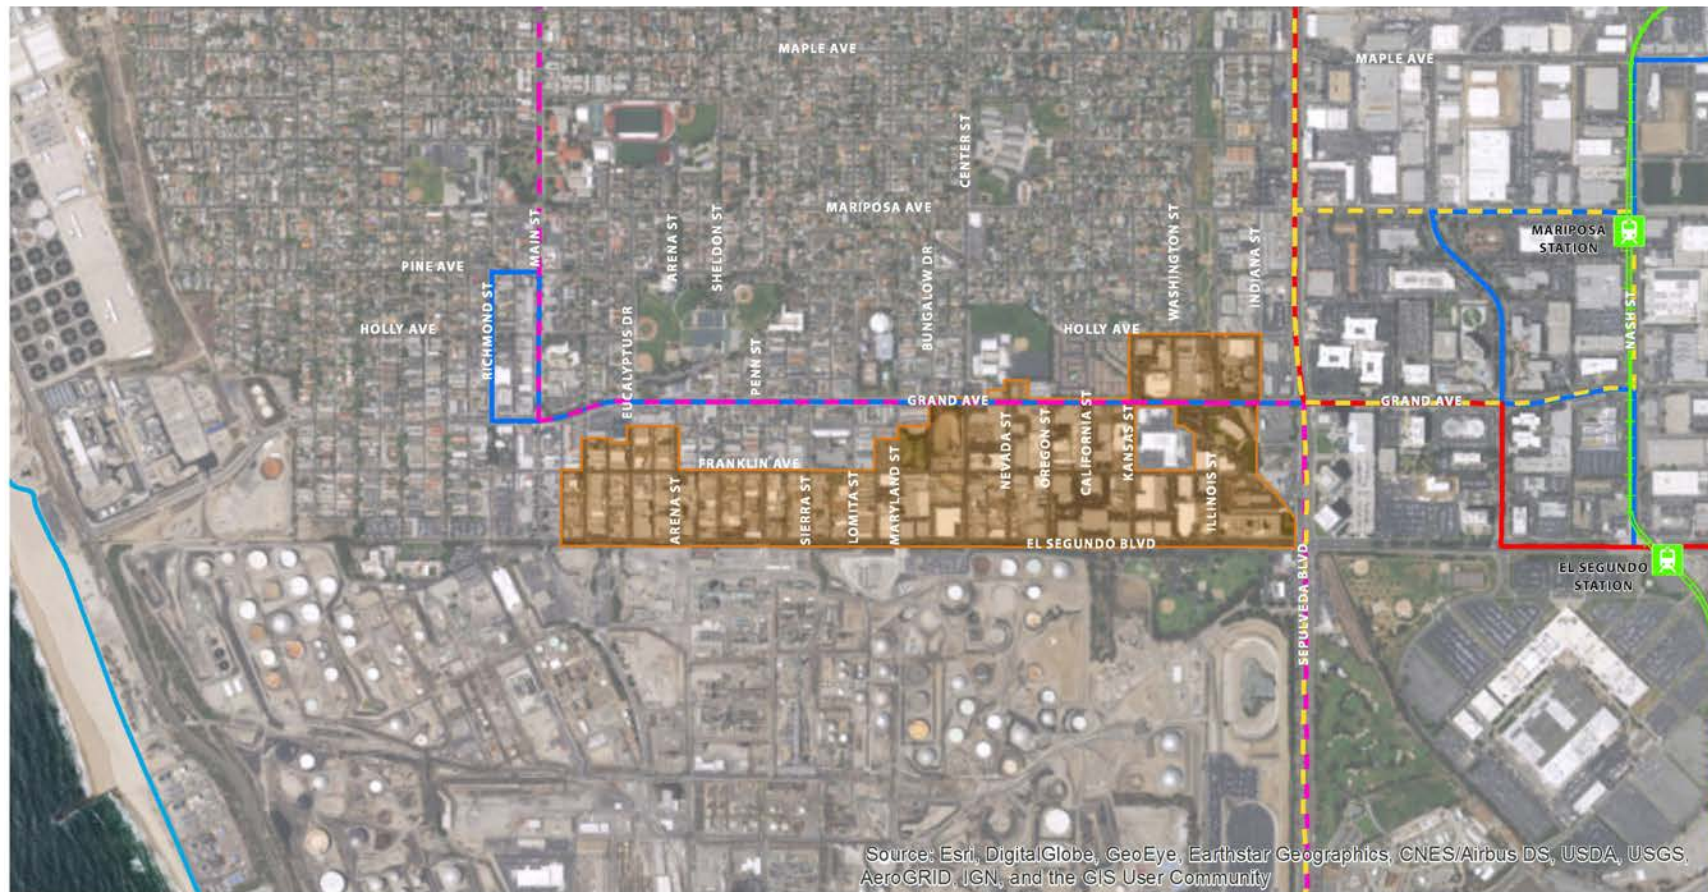 MAPLE AVE
MAPLE AVE
CENTER ST
MARIPOSA AVE
MAIN ST
ARENA ST
SHELDON ST
WASHINGTON ST
INDIANA ST
MARIPOSA
STATION
BUNGALOW DR
PINE AVE
RICHMOND ST
HOLLY AVE
EUCALYPTUS DR
PENN ST
HOLLY AVE
NASH ST
GRAND AVE
GRAND AVE
NEVADA ST
OREGON ST
CALIFORNIA ST
KANSAS ST
FRANKLIN AVE
ARENA ST
SIERRA ST
LOMITA ST
MARYLAND ST
ILLINOIS ST
EL SEGUNDO BLVD
SEPULVEDA BLVD
EL SEGUNDO
STATION
Source: Esri, DigitalGlobe, GeoEye, Earthstar Geographics, CNES/Airbus DS, USDA, USGS,
AeroGRID, IGN, and the GIS User Community